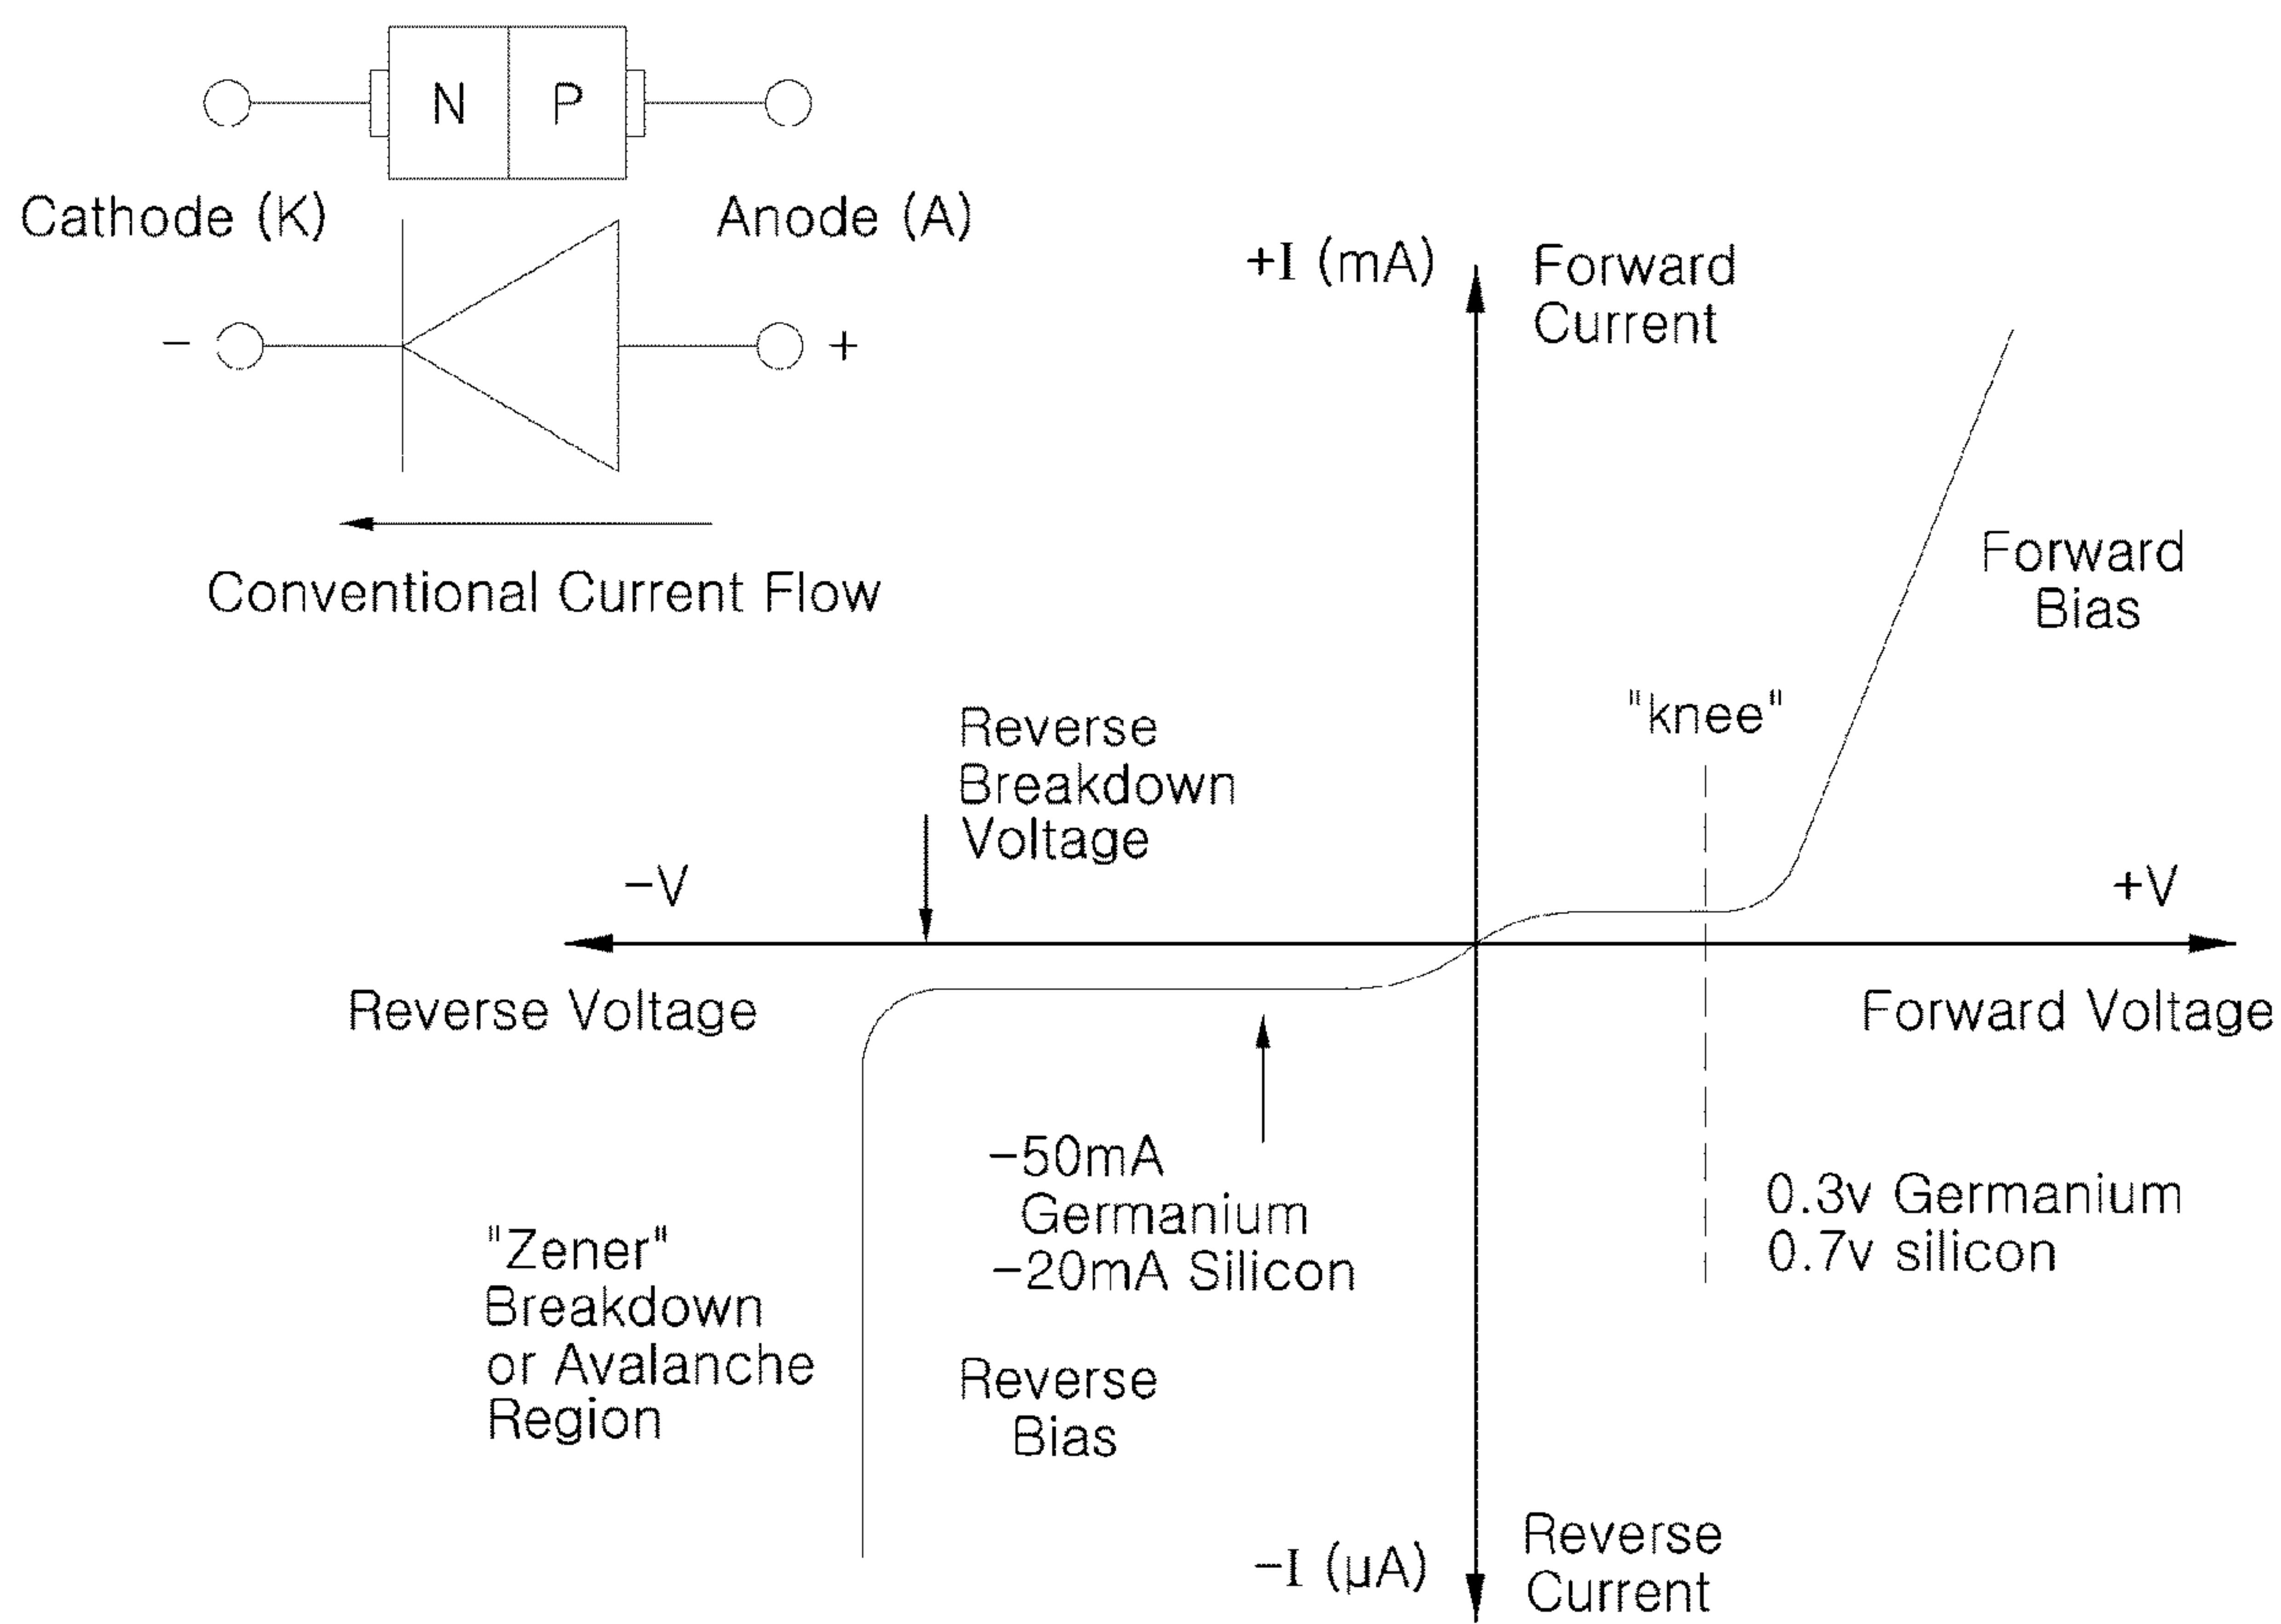 N P
Cathode (K)
Anode (A)
- +
Conventional Current Flow
+I (mA)
Forward
Current
Forward
Bias
"knee"
Reverse
Breakdown
Voltage
-V
+V
Reverse Voltage
Forward Voltage
-50mA
Germanium
-20mA Silicon
0.3v Germanium
0.7v silicon
"Zener"
Breakdown
or Avalanche
Region
Reverse
Bias
-I (µA)
Reverse
Current